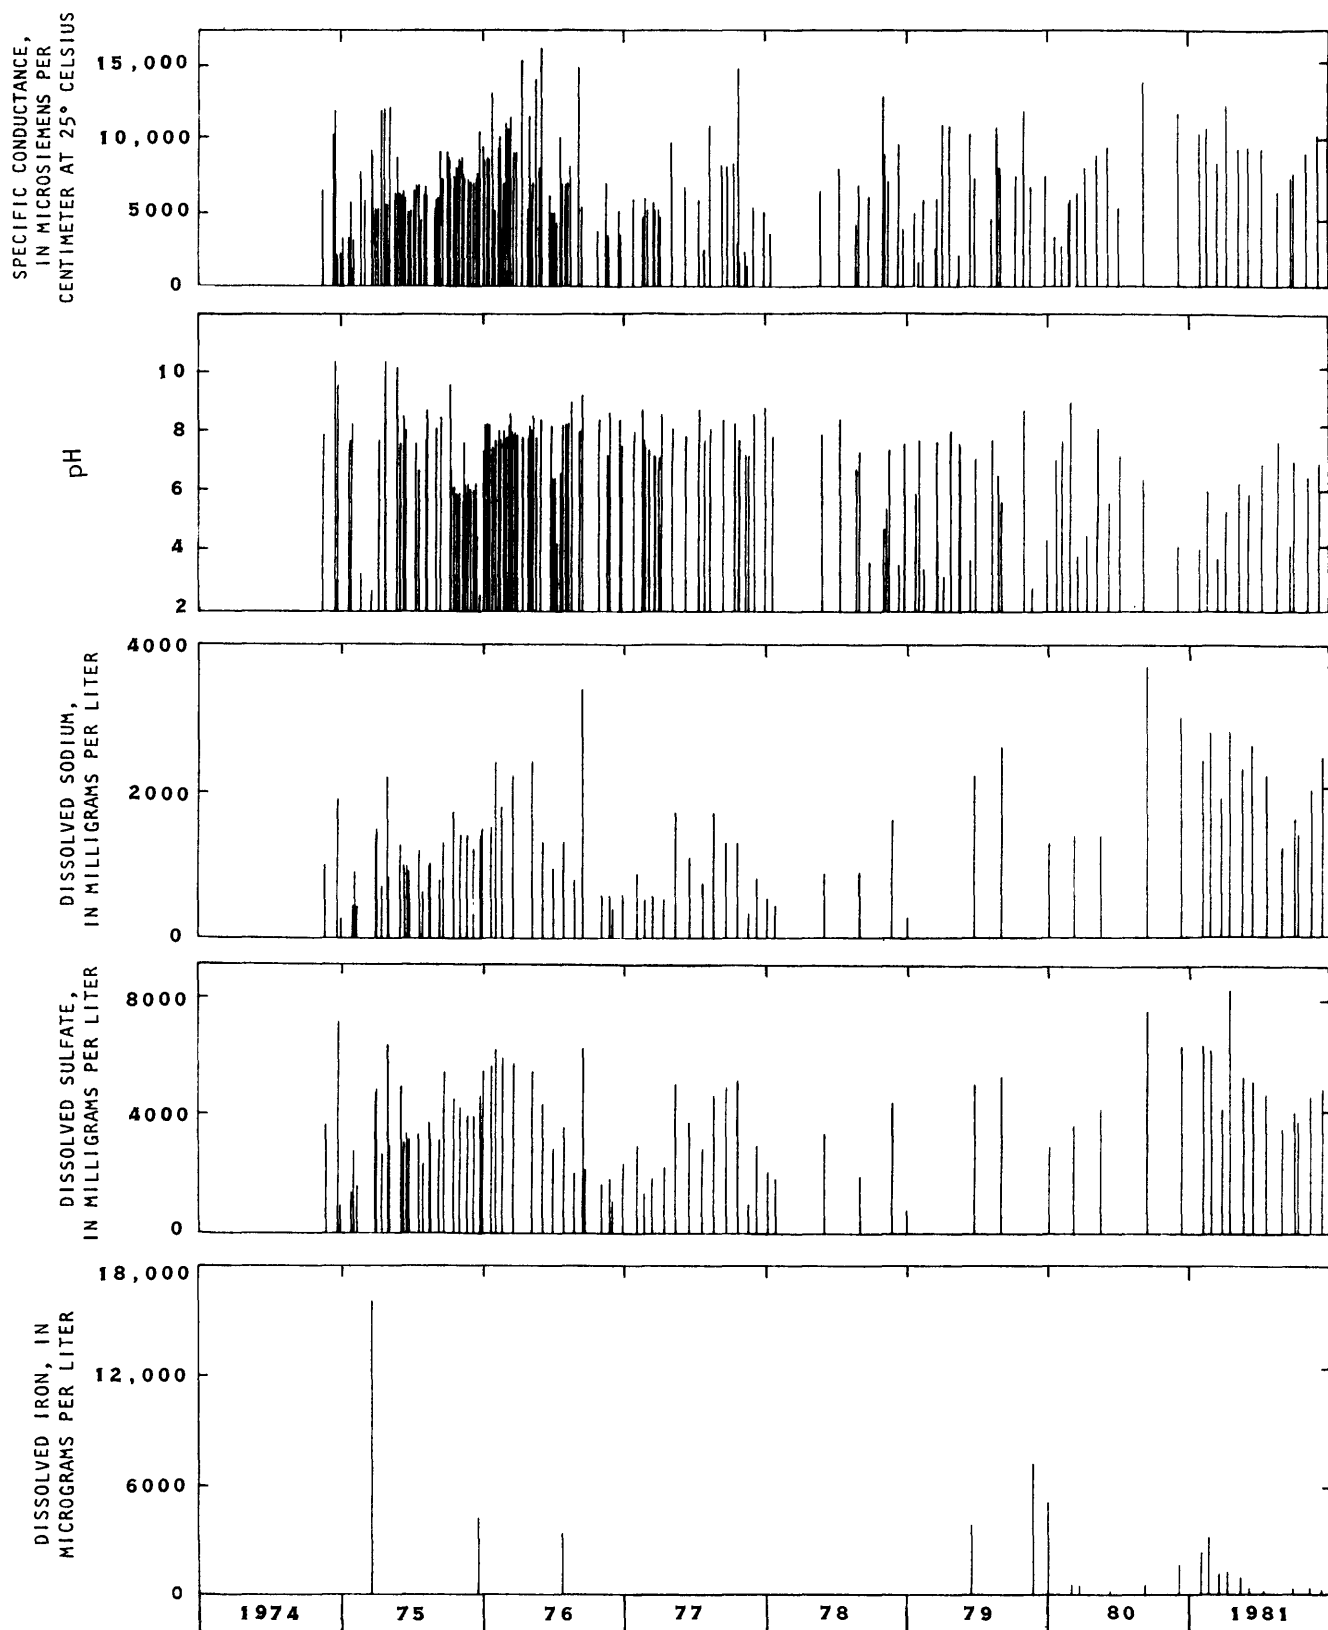 SPECIFIC CONDUCTANCE,
IN MICROSIEMENS PER
CENTIMETER AT 25° CELSIUS
15,000
10,000
5000
0
pH
10
8
6
4
2
DISSOLVED SODIUM,
IN MILLIGRAMS PER LITER
4000
2000
0
DISSOLVED SULFATE,
IN MILLIGRAMS PER LITER
8000
4000
0
DISSOLVED IRON, IN
MICROGRAMS PER LITER
18,000
12,000
6000
0
1974 75 76 77 78 79 80 1981